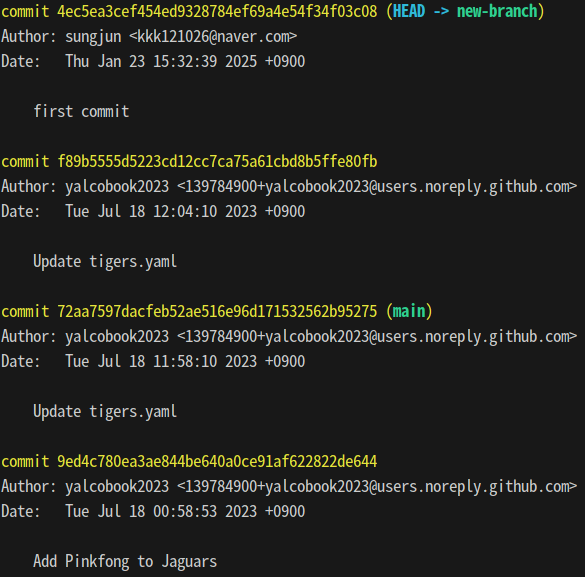 commit 4ec5ea3cef454ed9328784ef69a4e54f34f03c08 (HEAD -> new-branch)
Author: sungjun <kkk121026@naver.com>
Date:   Thu Jan 23 15:32:39 2025 +0900
first commit
commit f89b5555d5223cd12cc7ca75a61cbd8b5ffe80fb
Author: yalcobook2023 <139784900+yalcobook2023@users.noreply.github.com>
Date:   Tue Jul 18 12:04:10 2023 +0900
Update tigers.yaml
commit 72aa7597dacfeb52ae516e96d171532562b95275 (main)
Author: yalcobook2023 <139784900+yalcobook2023@users.noreply.github.com>
Date:   Tue Jul 18 11:58:10 2023 +0900
Update tigers.yaml
commit 9ed4c780ea3ae844be640a0ce91af622822de644
Author: yalcobook2023 <139784900+yalcobook2023@users.noreply.github.com>
Date:   Tue Jul 18 00:58:53 2023 +0900
Add Pinkfong to Jaguars